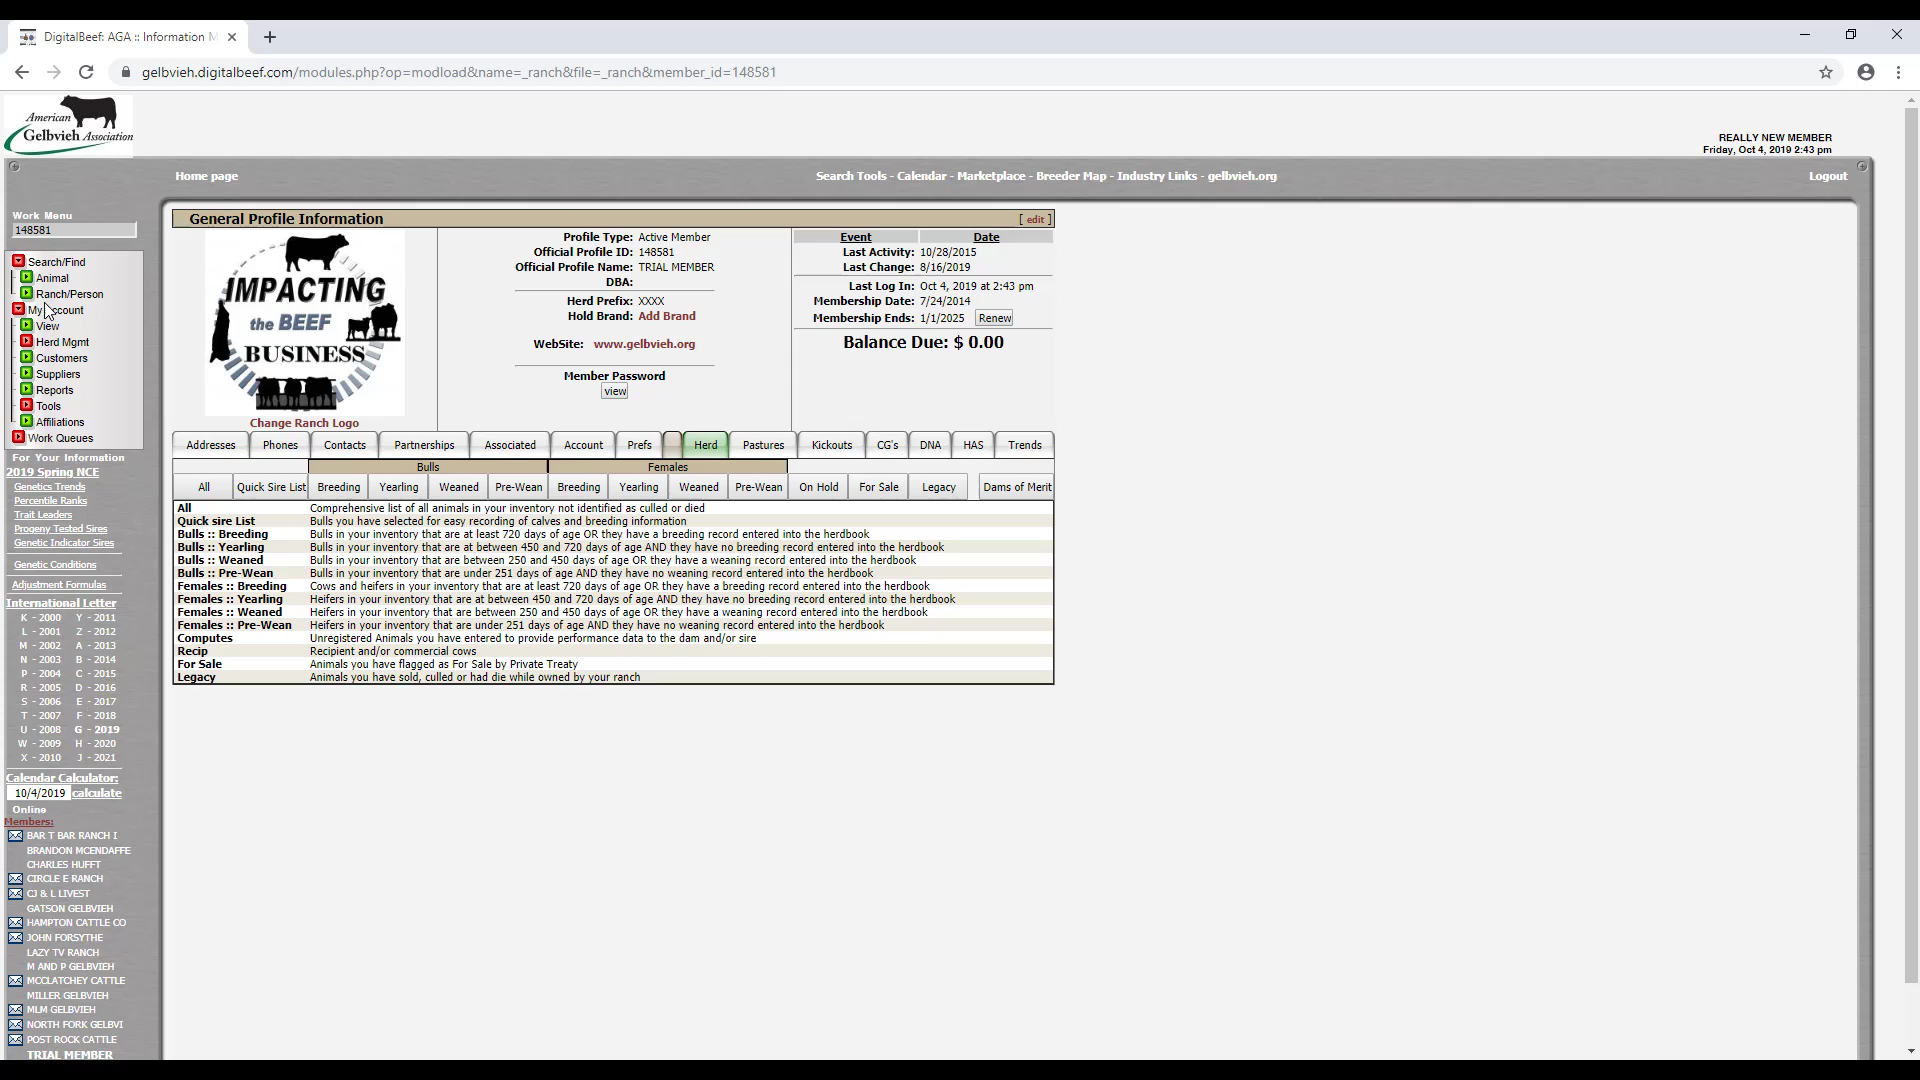 DigitalBeef: AGA :: Information M
gelbvieh.digitalbeef.com/modules.php?op=modload&name=_ranch&file=_ranch&member_id=148581
American
Gelbvieh Association
REALLY NEW MEMBER
Friday, Oct 4, 2019 2:43 pm
Home page
Search Tools - Calendar - Marketplace - Breeder Map - Industry Links - gelbvieh.org
Logout
Work Menu
148581
Search/Find
Animal
Ranch/Person
My Account
View
Herd Mgmt
Customers
Suppliers
Reports
Tools
Affiliations
Work Queues
For Your Information
2019 Spring NCE
Genetics Trends
Percentile Ranks
Trait Leaders
Progeny Tested Sires
Genetic Indicator Sires
Genetic Conditions
Adjustment Formulas
International Letter
K - 2000 Y - 2011
L - 2001 Z - 2012
M - 2002 A - 2013
N - 2003 B - 2014
P - 2004 C - 2015
R - 2005 D - 2016
S - 2006 E - 2017
T - 2007 F - 2018
U - 2008 G - 2019
W - 2009 H - 2020
X - 2010 J - 2021
Calendar Calculator:
10/4/2019 calculate
Online
Members:
BAR T BAR RANCH I
BRANDON MCENDAFFE
CHARLES HUFFT
CIRCLE E RANCH
CJ & L LIVEST
GATSON GELBVIEH
HAMPTON CATTLE CO
JOHN FORSYTHE
LAZY TV RANCH
M AND P GELBVIEH
MCCLATCHEY CATTLE
MILLER GELBVIEH
MLM GELBVIEH
NORTH FORK GELBVI
POST ROCK CATTLE
TRIAL MEMBER
General Profile Information [ edit ]
IMPACTING
the BEEF
BUSINESS
Change Ranch Logo
Profile Type: Active Member
Official Profile ID: 148581
Official Profile Name: TRIAL MEMBER
DBA:
Herd Prefix: XXXX
Hold Brand: Add Brand
WebSite: www.gelbvieh.org
Member Password
view
Event Date
Last Activity: 10/28/2015
Last Change: 8/16/2019
Last Log In: Oct 4, 2019 at 2:43 pm
Membership Date: 7/24/2014
Membership Ends: 1/1/2025 Renew
Balance Due: $ 0.00
Addresses Phones Contacts Partnerships Associated Account Prefs Herd Pastures Kickouts CG's DNA HAS Trends
Bulls Females
All Quick Sire List Breeding Yearling Weaned Pre-Wean Breeding Yearling Weaned Pre-Wean On Hold For Sale Legacy Dams of Merit
All Comprehensive list of all animals in your inventory not identified as culled or died
Quick sire List Bulls you have selected for easy recording of calves and breeding information
Bulls :: Breeding Bulls in your inventory that are at least 720 days of age OR they have a breeding record entered into the herdbook
Bulls :: Yearling Bulls in your inventory that are at between 450 and 720 days of age AND they have no breeding record entered into the herdbook
Bulls :: Weaned Bulls in your inventory that are between 250 and 450 days of age OR they have a weaning record entered into the herdbook
Bulls :: Pre-Wean Bulls in your inventory that are under 251 days of age AND they have no weaning record entered into the herdbook
Females :: Breeding Cows and heifers in your inventory that are at least 720 days of age OR they have a breeding record entered into the herdbook
Females :: Yearling Heifers in your inventory that are at between 450 and 720 days of age AND they have no breeding record entered into the herdbook
Females :: Weaned Heifers in your inventory that are between 250 and 450 days of age OR they have a weaning record entered into the herdbook
Females :: Pre-Wean Heifers in your inventory that are under 251 days of age AND they have no weaning record entered into the herdbook
Computes Unregistered Animals you have entered to provide performance data to the dam and/or sire
Recip Recipient and/or commercial cows
For Sale Animals you have flagged as For Sale by Private Treaty
Legacy Animals you have sold, culled or had die while owned by your ranch